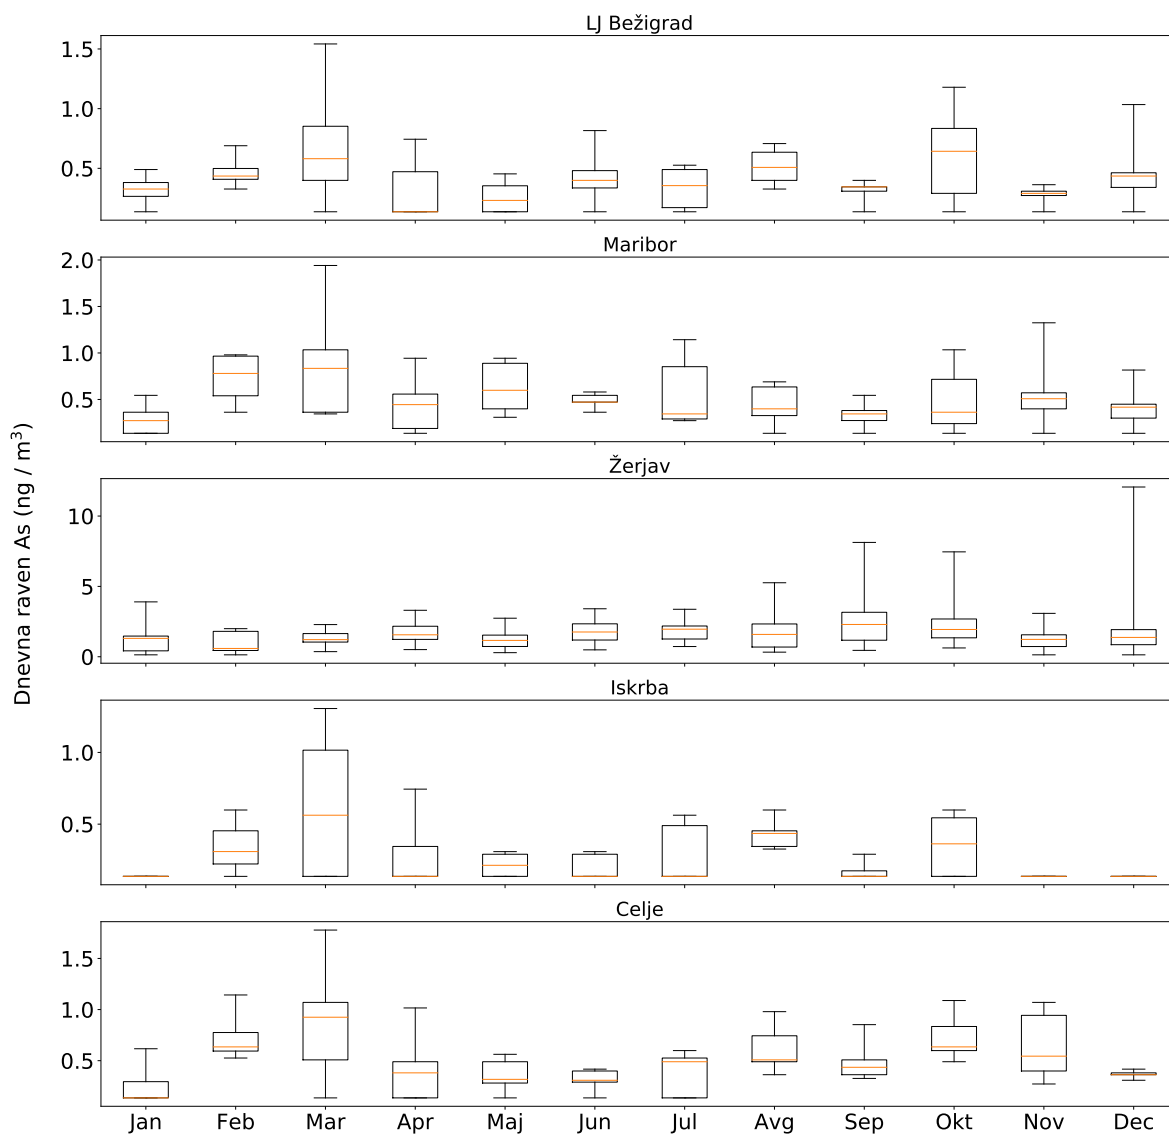 LJ Bežigrad
1.5
1.0
0.5
Maribor
2.0
1.5
1.0
0.5
Žerjav
10
5
0
Dnevna raven As (ng / m³)
Iskrba
1.0
0.5
Celje
1.5
1.0
0.5
Jan Feb Mar Apr Maj Jun Jul Avg Sep Okt Nov Dec